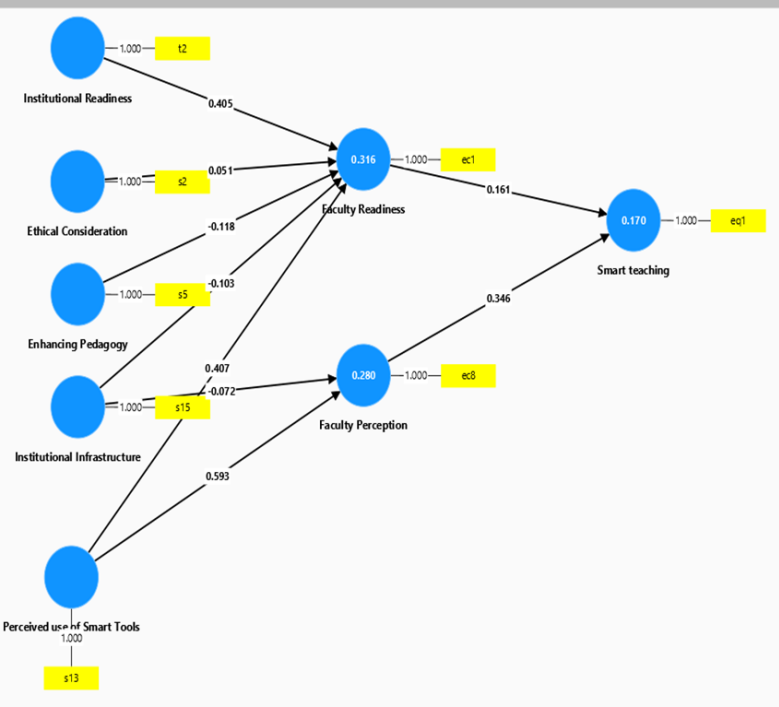 1.000
t2
Institutional Readiness
0.405
0.316
1.000
ec1
Faculty Readiness
1.000
s2
0.051
Ethical Consideration
0.161
0.170
1.000
eq1
Smart teaching
-0.118
1.000
s5
-0.103
Enhancing Pedagogy
0.346
0.407
-0.072
1.000
s15
0.280
1.000
ec8
Faculty Perception
Institutional Infrastructure
0.593
Perceived use of Smart Tools
1.000
s13